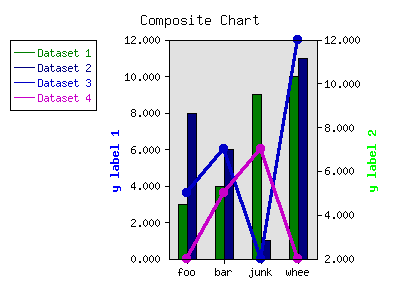 Composite Chart
Dataset 1
Dataset 2
Dataset 3
Dataset 4
y label 1
12.000
10.000
8.000
6.000
4.000
2.000
0.000
12.000
10.000
8.000
6.000
4.000
2.000
y label 2
foo bar junk whee